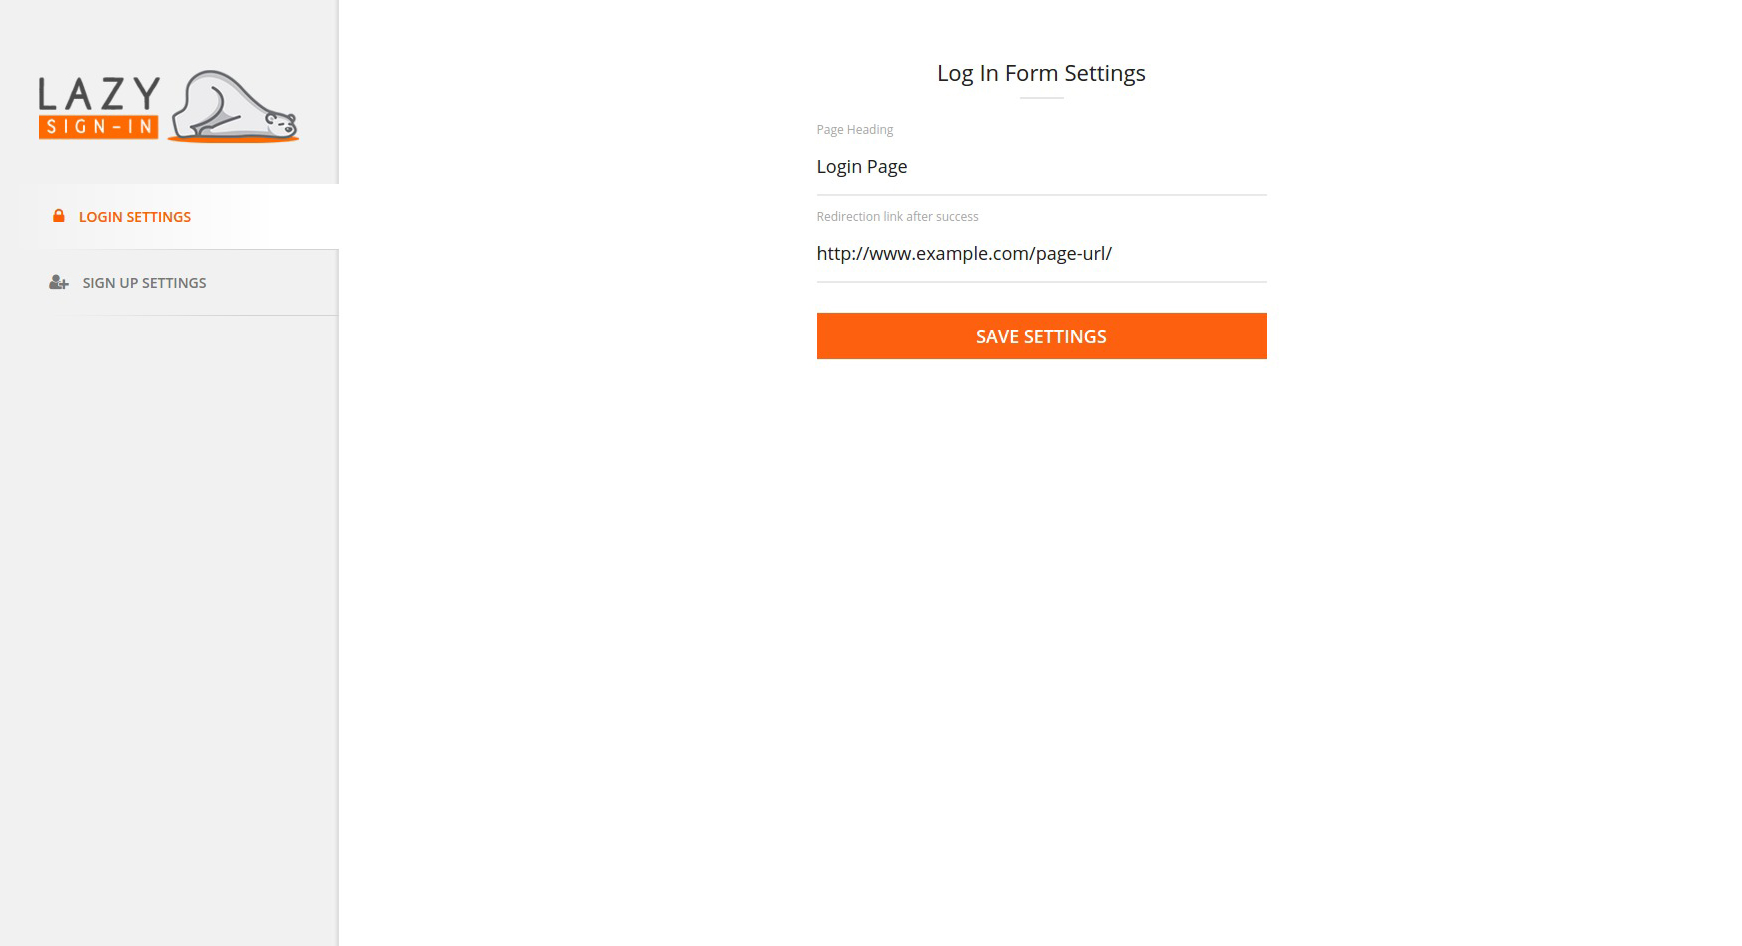 LAZY
SIGN-IN
LOGIN SETTINGS
SIGN UP SETTINGS
Log In Form Settings
Page Heading
Login Page
Redirection link after success
http://www.example.com/page-url/
SAVE SETTINGS